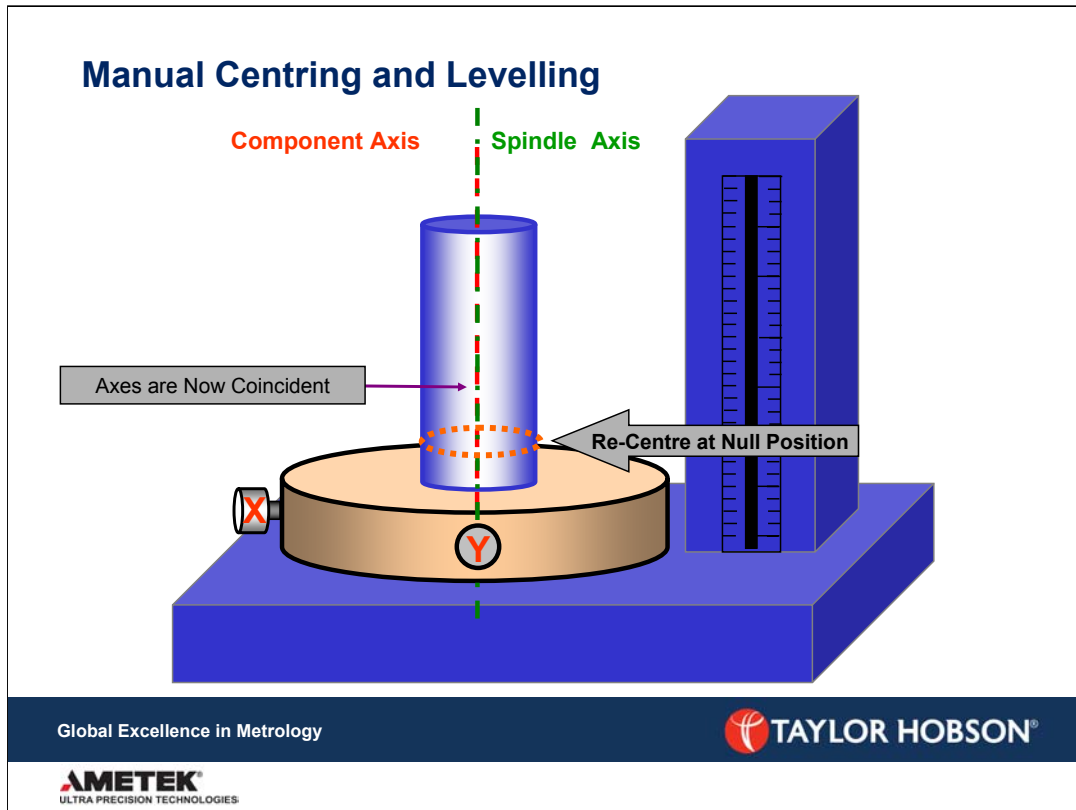 Manual Centring and Levelling
Component Axis
Spindle Axis
Axes are Now Coincident
Re-Centre at Null Position
X
Y
Global Excellence in Metrology
TAYLOR HOBSON®
AMETEK®
ULTRA PRECISION TECHNOLOGIES